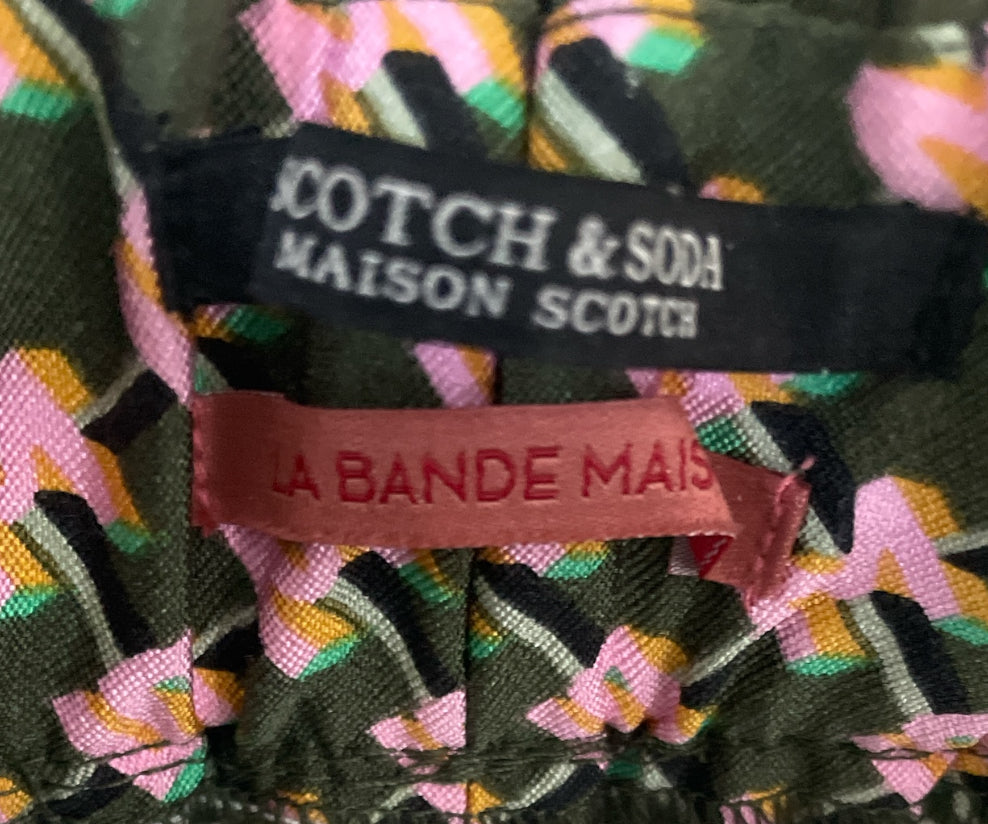 SCOTCH & SODA
MAISON SCOTCH
LA BANDE MAIS